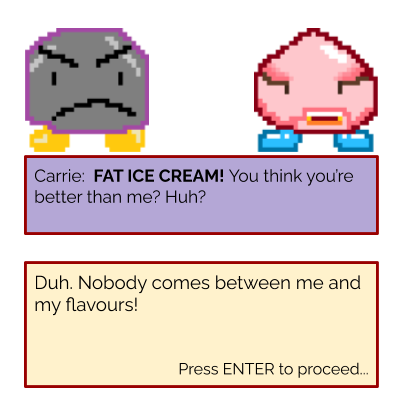 Carrie:  FAT ICE CREAM! You think you’re
better than me? Huh?
Duh. Nobody comes between me and
my flavours!
Press ENTER to proceed...